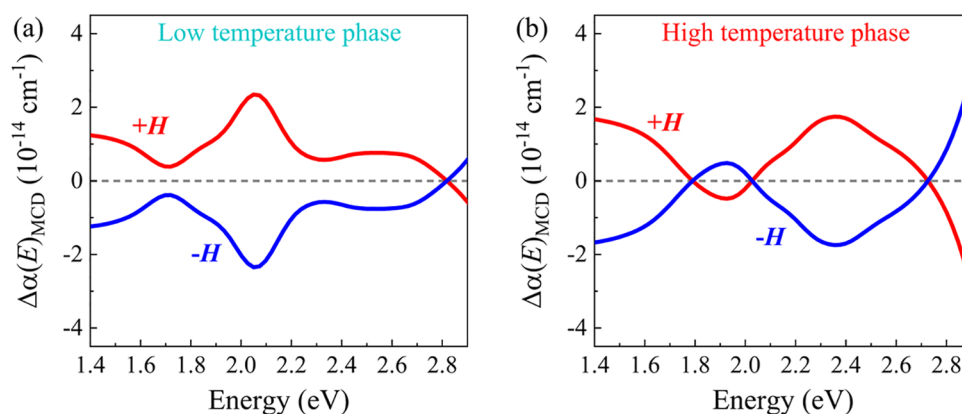 (a)
Low temperature phase
4
2
0
-2
-4
Δα(E)MCD (10⁻¹⁴ cm⁻¹)
+H
-H
1.4 1.6 1.8 2.0 2.2 2.4 2.6 2.8
Energy (eV)
(b)
High temperature phase
4
2
0
-2
-4
Δα(E)MCD (10⁻¹⁴ cm⁻¹)
+H
-H
1.4 1.6 1.8 2.0 2.2 2.4 2.6 2.8
Energy (eV)